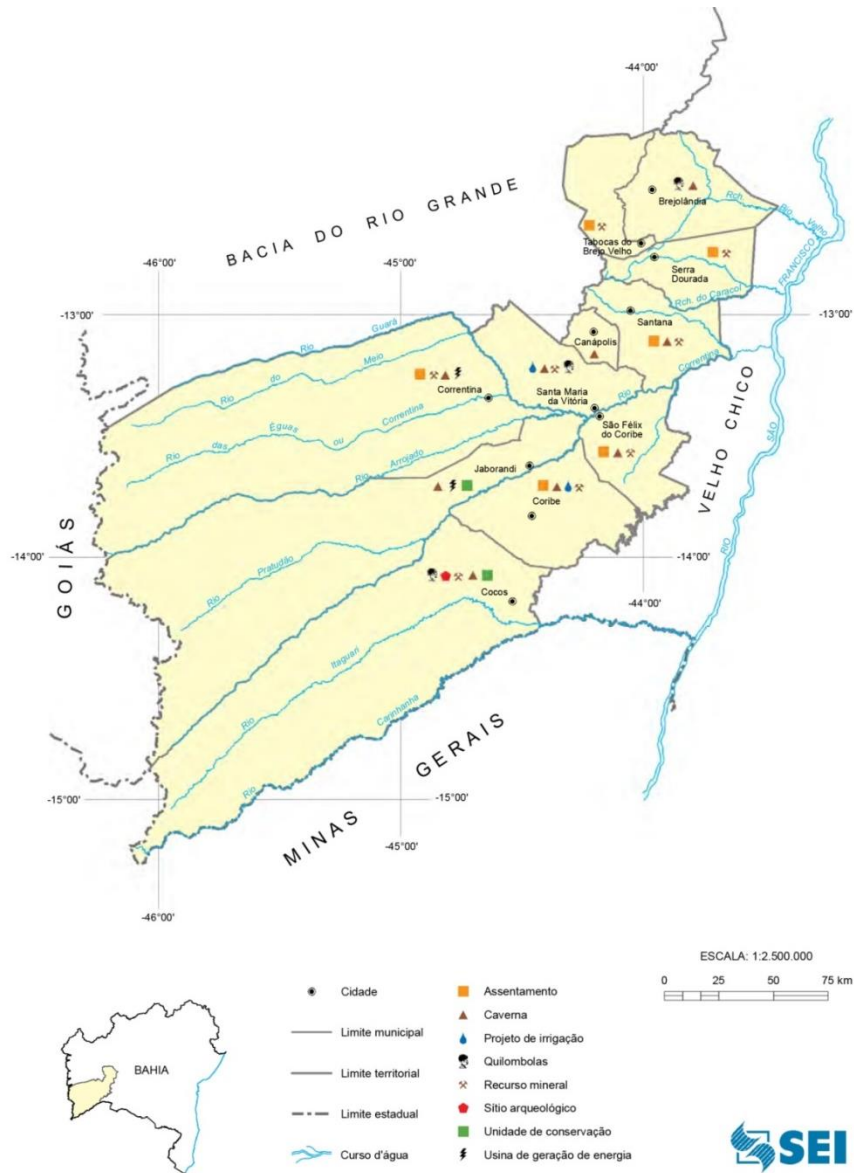 -44°00'
BACIA DO RIO GRANDE
Brejolândia
Rch.
Rio
Velho
Tabocas do
Brejo Velho
Serra
Dourada
FRANCISCO
-46°00'
-45°00'
Rch. do Caracol
-13°00'
-13°00'
Rio Guará
Santana
Canápolis
Rio do Meio
Correntina
Correntina
Santa Maria
da Vitória
Rio
São Félix
do Coribe
Rio das Éguas ou Correntina
Rio Arrojado
Jaborandi
Coribe
VELHO CHICO
SÃO
RIO
GOIÁS
-14°00'
-14°00'
Rio Pratudão
Cocos
-44°00'
Rio Itaguari
Rio Carinhanha
MINAS GERAIS
-15°00'
-15°00'
-45°00'
-46°00'
ESCALA: 1:2.500.000
0 25 50 75 km
Cidade
Limite municipal
Limite territorial
Limite estadual
Curso d'água
Assentamento
Caverna
Projeto de irrigação
Quilombolas
Recurso mineral
Sítio arqueológico
Unidade de conservação
Usina de geração de energia
BAHIA
SEI